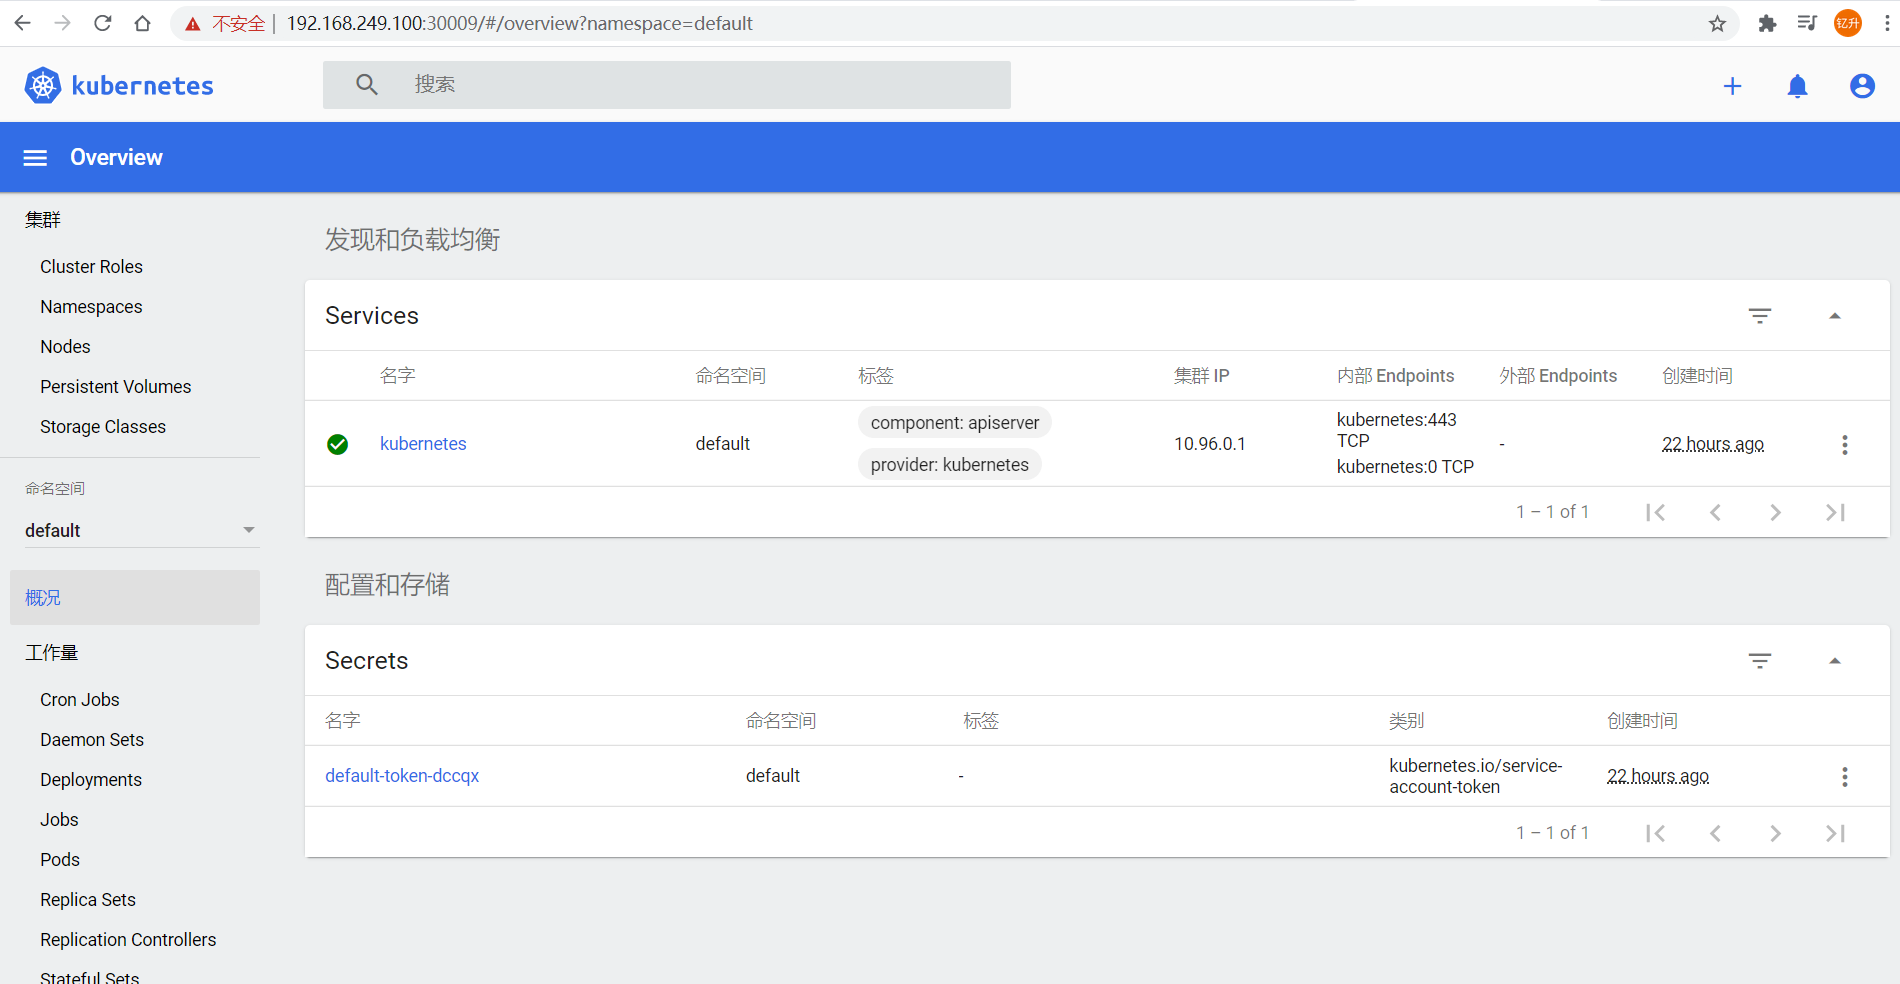 不安全 192.168.249.100:30009/#/overview?namespace=default
钇升
kubernetes
搜索
Overview
集群
Cluster Roles
Namespaces
Nodes
Persistent Volumes
Storage Classes
命名空间
default
概况
工作量
Cron Jobs
Daemon Sets
Deployments
Jobs
Pods
Replica Sets
Replication Controllers
Stateful Sets
发现和负载均衡
Services
名字 命名空间 标签 集群 IP 内部 Endpoints 外部 Endpoints 创建时间
kubernetes default component: apiserver provider: kubernetes 10.96.0.1 kubernetes:443 TCP kubernetes:0 TCP - 22 hours ago
1 – 1 of 1
配置和存储
Secrets
名字 命名空间 标签 类别 创建时间
default-token-dccqx default - kubernetes.io/service-account-token 22 hours ago
1 – 1 of 1